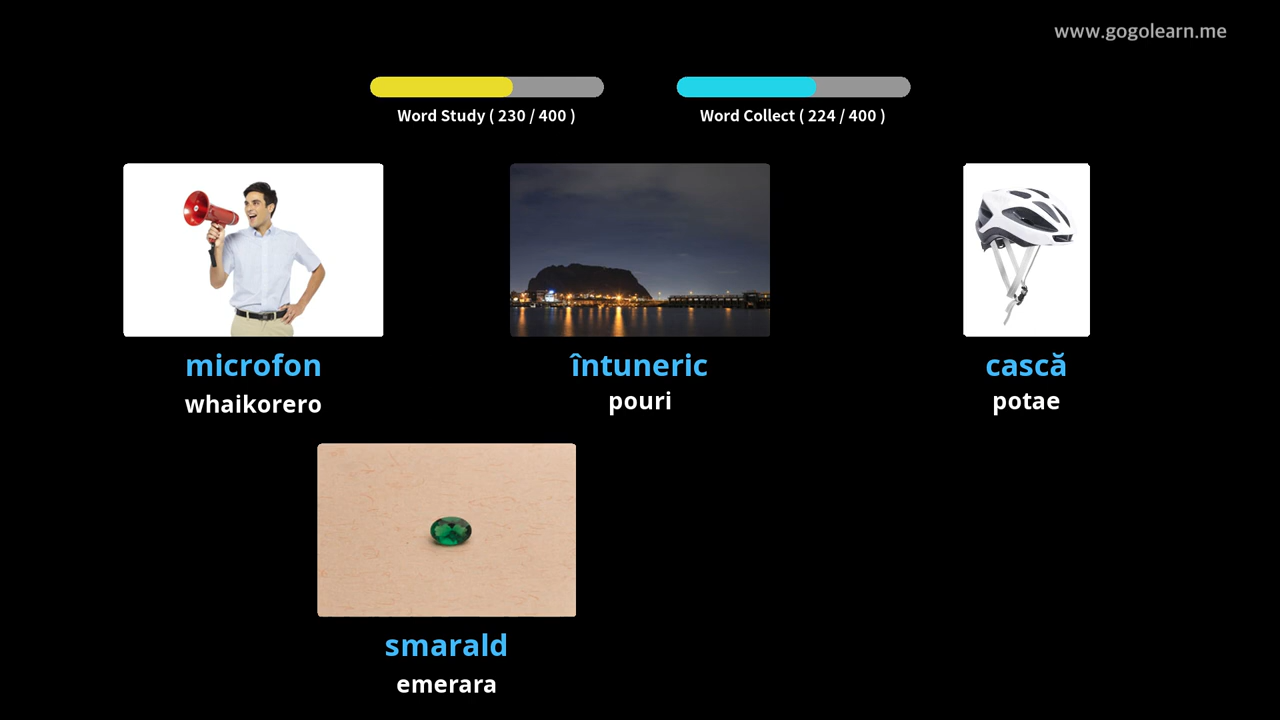 www.gogolearn.me
Word Study ( 230 / 400 )
Word Collect ( 224 / 400 )
microfon
whaikorero
întuneric
pouri
cască
potae
smarald
emerara